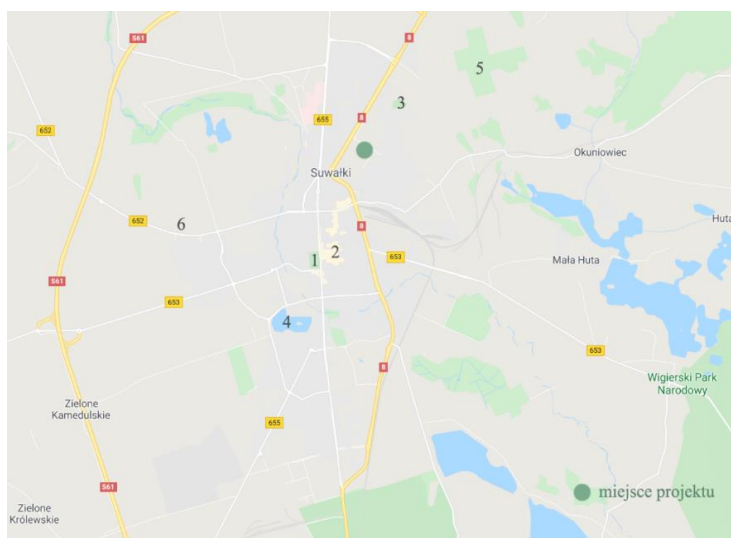 S61
8
5
652
3
8
655
Okuniowiec
Suwałki
Huta
6
652
8
1
2
653
Mała Huta
S61
653
4
653
8
Wigierski Park
Narodowy
Zielone
Kamedulskie
655
S61
miejsce projektu
Zielone
Królewskie